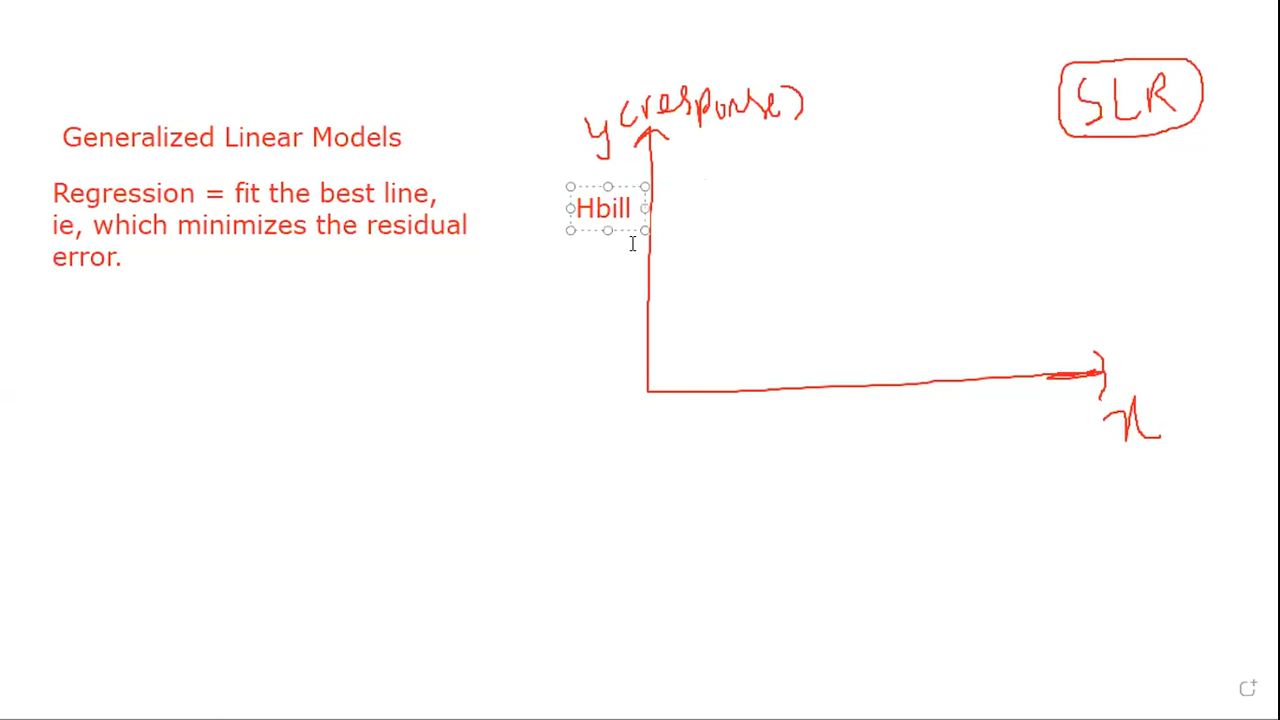 Generalized Linear Models
Regression = fit the best line,
ie, which minimizes the residual
error.
y (response)
Hbill
x
SLR